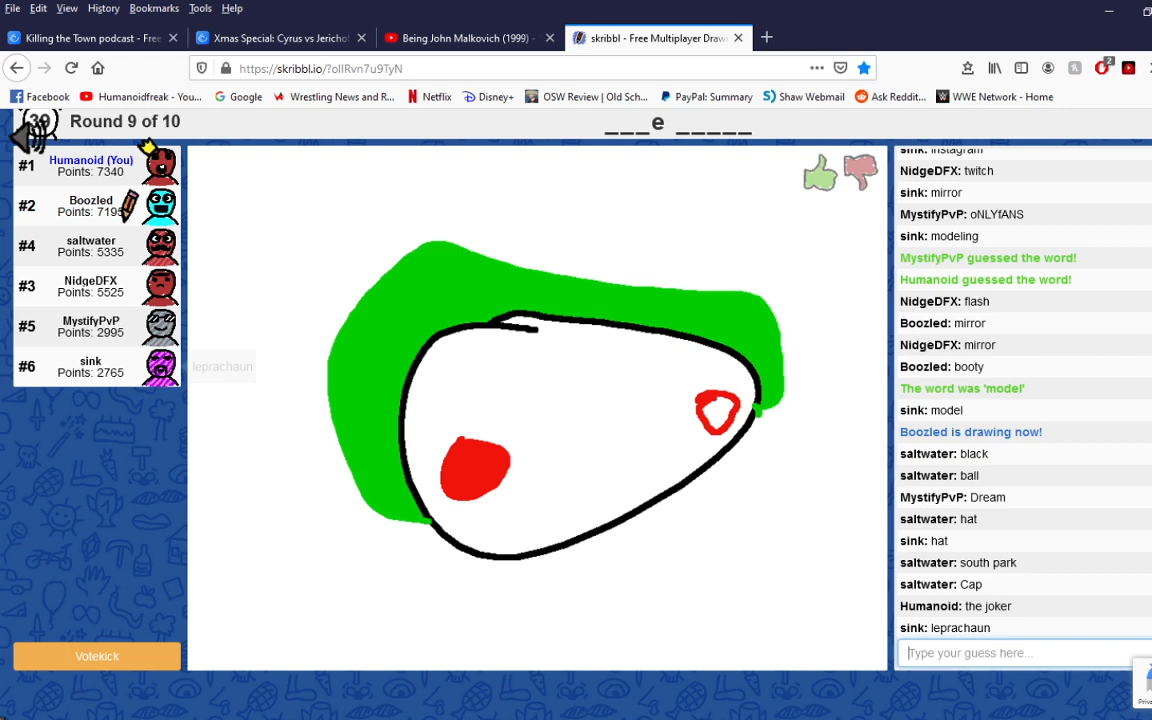 File Edit View History Bookmarks Tools Help
Killing the Town podcast - Free
Xmas Special: Cyrus vs Jericho
Being John Malkovich (1999) -
skribbl - Free Multiplayer Draw
https://skribbl.io/?olIRvn7u9TyN
2
Facebook Humanoidfreak - You... Google Wrestling News and R... Netflix Disney+ OSW Review | Old Sch... PayPal: Summary Shaw Webmail Ask Reddit... WWE Network - Home
39 Round 9 of 10 ___e _____
#1 Humanoid (You)
Points: 7340
#2 Boozled
Points: 7195
#4 saltwater
Points: 5335
#3 NidgeDFX
Points: 5525
#5 MystifyPvP
Points: 2995
#6 sink
Points: 2765
leprachaun
Votekick
sink: instagram
NidgeDFX: twitch
sink: mirror
MystifyPvP: oNLYfANS
sink: modeling
MystifyPvP guessed the word!
Humanoid guessed the word!
NidgeDFX: flash
Boozled: mirror
NidgeDFX: mirror
Boozled: booty
The word was 'model'
sink: model
Boozled is drawing now!
saltwater: black
saltwater: ball
MystifyPvP: Dream
saltwater: hat
sink: hat
saltwater: south park
saltwater: Cap
Humanoid: the joker
sink: leprachaun
Type your guess here...